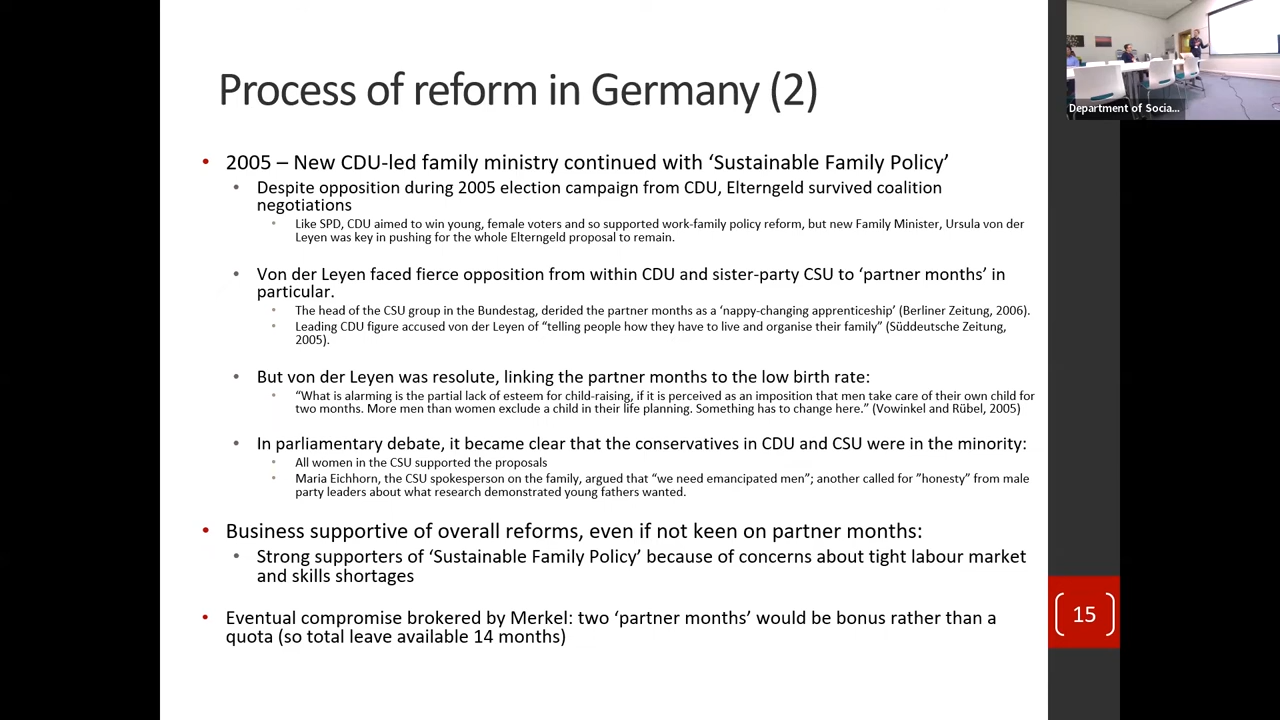 Process of reform in Germany (2)
Department of Socia...
• 2005 – New CDU-led family ministry continued with ‘Sustainable Family Policy’
• Despite opposition during 2005 election campaign from CDU, Elterngeld survived coalition
negotiations
• Like SPD, CDU aimed to win young, female voters and so supported work-family policy reform, but new Family Minister, Ursula von der
Leyen was key in pushing for the whole Elterngeld proposal to remain.
• Von der Leyen faced fierce opposition from within CDU and sister-party CSU to ‘partner months’ in
particular.
• The head of the CSU group in the Bundestag, derided the partner months as a ‘nappy-changing apprenticeship’ (Berliner Zeitung, 2006).
• Leading CDU figure accused von der Leyen of “telling people how they have to live and organise their family” (Süddeutsche Zeitung,
2005).
• But von der Leyen was resolute, linking the partner months to the low birth rate:
• “What is alarming is the partial lack of esteem for child-raising, if it is perceived as an imposition that men take care of their own child for
two months. More men than women exclude a child in their life planning. Something has to change here.” (Vowinkel and Rübel, 2005)
• In parliamentary debate, it became clear that the conservatives in CDU and CSU were in the minority:
• All women in the CSU supported the proposals
• Maria Eichhorn, the CSU spokesperson on the family, argued that “we need emancipated men”; another called for ”honesty” from male
party leaders about what research demonstrated young fathers wanted.
• Business supportive of overall reforms, even if not keen on partner months:
• Strong supporters of ‘Sustainable Family Policy’ because of concerns about tight labour market
and skills shortages
• Eventual compromise brokered by Merkel: two ‘partner months’ would be bonus rather than a
quota (so total leave available 14 months)
15